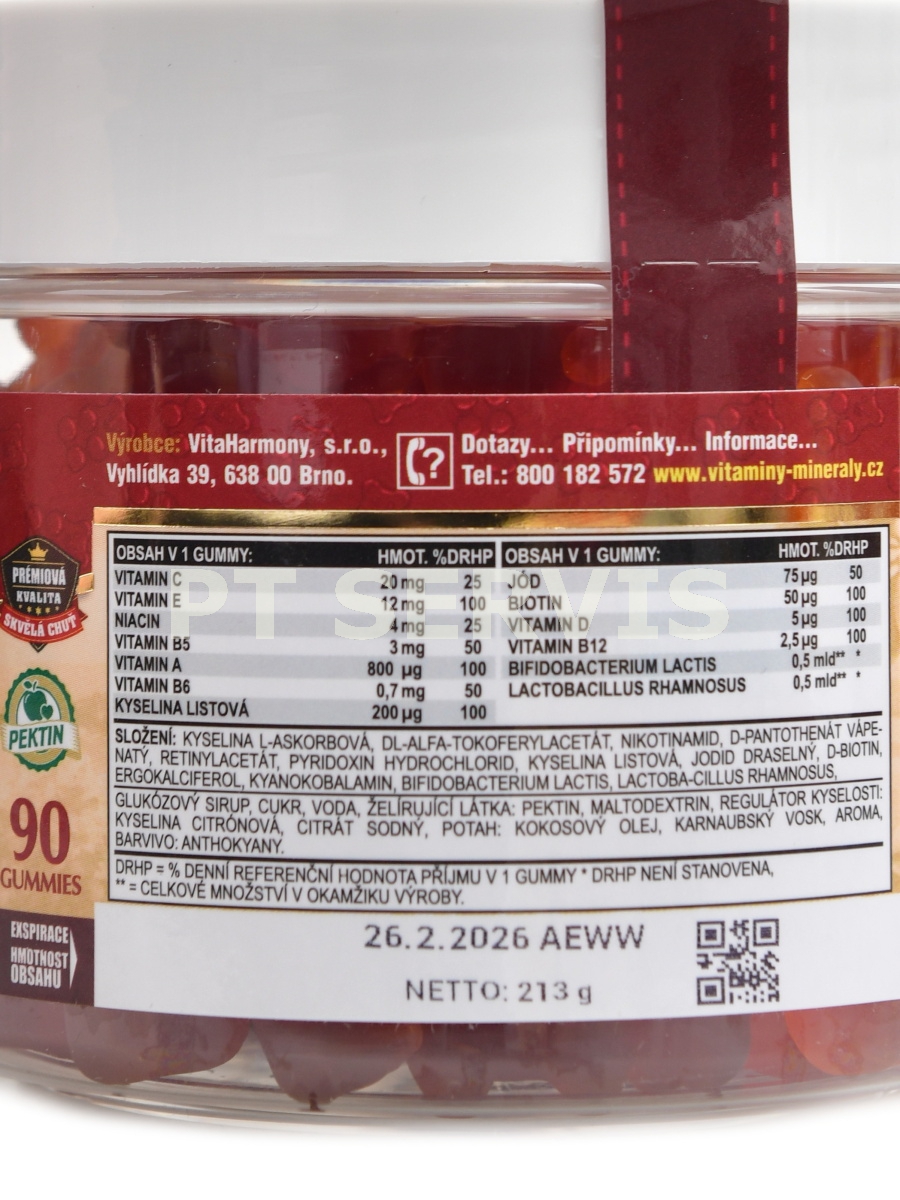 Výrobce: VitaHarmony, s.r.o.,
Vyhlídka 39, 638 00 Brno.
?
Dotazy... Připomínky... Informace...
Tel.: 800 182 572 www.vitaminy-mineraly.cz
PRÉMIOVÁ
KVALITA
SKVĚLÁ CHUŤ
PEKTIN
90
GUMMIES
EXSPIRACE
HMOTNOST
OBSAHU
OBSAH V 1 GUMMY: HMOT. %DRHP
VITAMIN C 20 mg 25
VITAMIN E 12 mg 100
NIACIN 4 mg 25
VITAMIN B5 3 mg 50
VITAMIN A 800 µg 100
VITAMIN B6 0,7 mg 50
KYSELINA LISTOVÁ 200 µg 100
OBSAH V 1 GUMMY: HMOT. %DRHP
JÓD 75 µg 50
BIOTIN 50 µg 100
VITAMIN D 5 µg 100
VITAMIN B12 2,5 µg 100
BIFIDOBACTERIUM LACTIS 0,5 mld** *
LACTOBACILLUS RHAMNOSUS 0,5 mld** *
PT SERVIS
SLOŽENÍ: KYSELINA L-ASKORBOVÁ, DL-ALFA-TOKOFERYLACETÁT, NIKOTINAMID, D-PANTOTHENÁT VÁPE-
NATÝ, RETINYLACETÁT, PYRIDOXIN HYDROCHLORID, KYSELINA LISTOVÁ, JODID DRASELNÝ, D-BIOTIN,
ERGOKALCIFEROL, KYANOKOBALAMIN, BIFIDOBACTERIUM LACTIS, LACTOBA-CILLUS RHAMNOSUS,
GLUKÓZOVÝ SIRUP, CUKR, VODA, ŽELÍRUJÍCÍ LÁTKA: PEKTIN, MALTODEXTRIN, REGULÁTOR KYSELOSTI:
KYSELINA CITRÓNOVÁ, CITRÁT SODNÝ, POTAH: KOKOSOVÝ OLEJ, KARNAUBSKÝ VOSK, AROMA,
BARVIVO: ANTHOKYANY.
DRHP = % DENNÍ REFERENČNÍ HODNOTA PŘÍJMU V 1 GUMMY * DRHP NENÍ STANOVENA,
** = CELKOVÉ MNOŽSTVÍ V OKAMŽIKU VÝROBY.
26.2.2026 AEWW
NETTO: 213 g